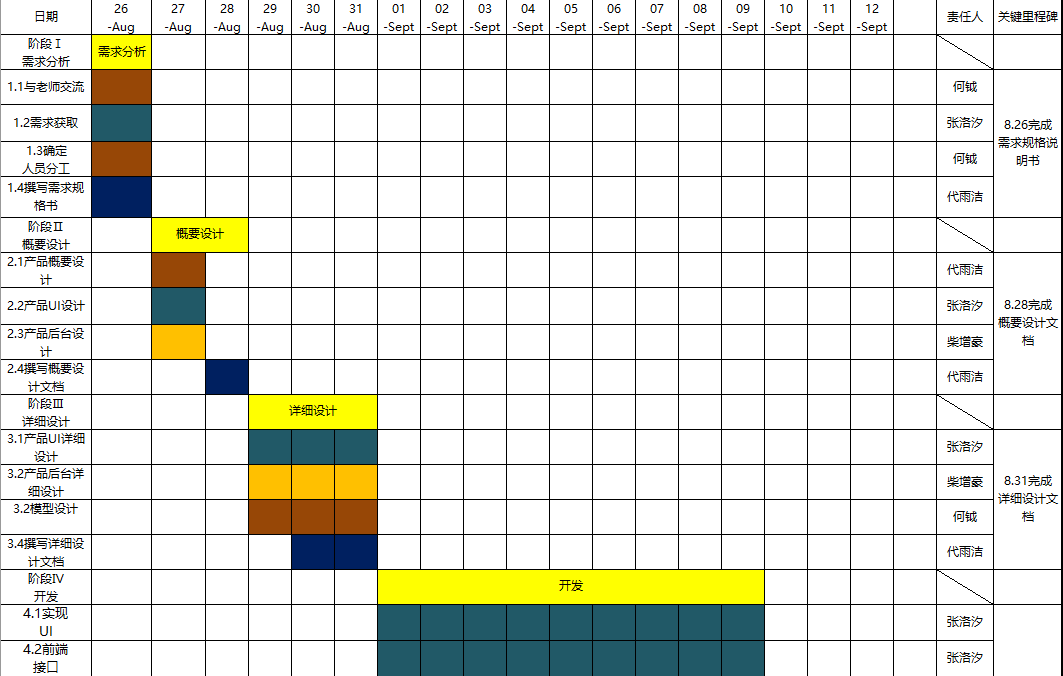 日期
26
-Aug
27
-Aug
28
-Aug
29
-Aug
30
-Aug
31
-Aug
01
-Sept
02
-Sept
03
-Sept
04
-Sept
05
-Sept
06
-Sept
07
-Sept
08
-Sept
09
-Sept
10
-Sept
11
-Sept
12
-Sept
责任人
关键里程碑
阶段Ⅰ
需求分析
需求分析
1.1与老师交流
何钺
1.2需求获取
张洛汐
8.26完成
需求规格说
明书
1.3确定
人员分工
何钺
1.4撰写需求规
格书
代雨洁
阶段Ⅱ
概要设计
概要设计
2.1产品概要设
计
代雨洁
2.2产品UI设计
张洛汐
8.28完成
概要设计文
档
2.3产品后台设
计
柴增豪
2.4撰写概要设
计文档
代雨洁
阶段Ⅲ
详细设计
详细设计
3.1产品UI详细
设计
张洛汐
3.2产品后台详
细设计
柴增豪
8.31完成
详细设计文
档
3.2模型设计
何钺
3.4撰写详细设
计文档
代雨洁
阶段Ⅳ
开发
开发
4.1实现
UI
张洛汐
4.2前端
接口
张洛汐